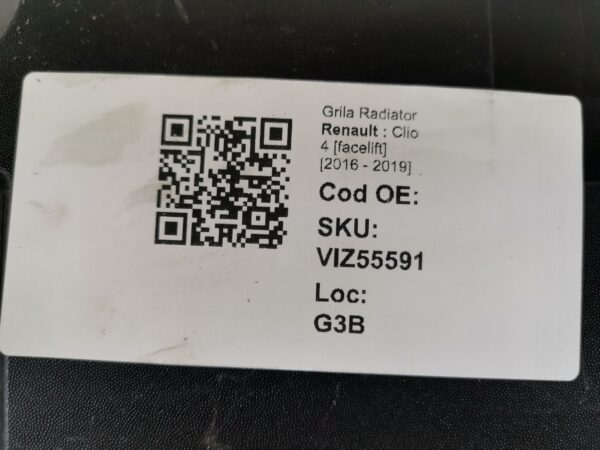 Grila Radiator
Renault : Clio
4 [facelift]
[2016 - 2019]
Cod OE:
SKU:
VIZ55591
Loc:
G3B